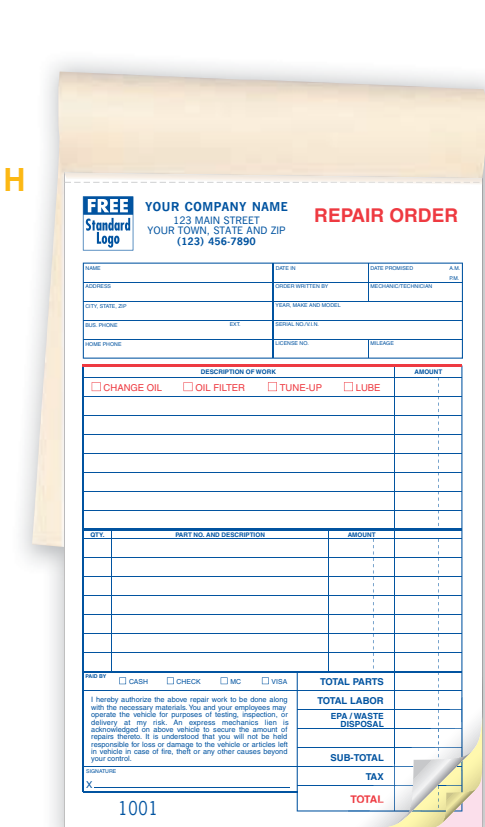 H
FREE
Standard
Logo
YOUR COMPANY NAME
123 MAIN STREET
YOUR TOWN, STATE AND ZIP
(123) 456-7890
REPAIR ORDER
NAME DATE IN DATE PROMISED A.M.
P.M.
ADDRESS ORDER WRITTEN BY MECHANIC/TECHNICIAN
CITY, STATE, ZIP YEAR, MAKE AND MODEL
BUS. PHONE EXT. SERIAL NO./V.I.N.
HOME PHONE LICENSE NO. MILEAGE
DESCRIPTION OF WORK AMOUNT
CHANGE OIL OIL FILTER TUNE-UP LUBE
QTY. PART NO. AND DESCRIPTION AMOUNT
PAID BY CASH CHECK MC VISA
I hereby authorize the above repair work to be done along
with the necessary materials. You and your employees may
operate the vehicle for purposes of testing, inspection, or
delivery at my risk. An express mechanics lien is
acknowledged on above vehicle to secure the amount of
repairs thereto. It is understood that you will not be held
responsible for loss or damage to the vehicle or articles left
in vehicle in case of fire, theft or any other causes beyond
your control.
SIGNATURE
X
TOTAL PARTS
TOTAL LABOR
EPA / WASTE
DISPOSAL
SUB-TOTAL
TAX
TOTAL
1001